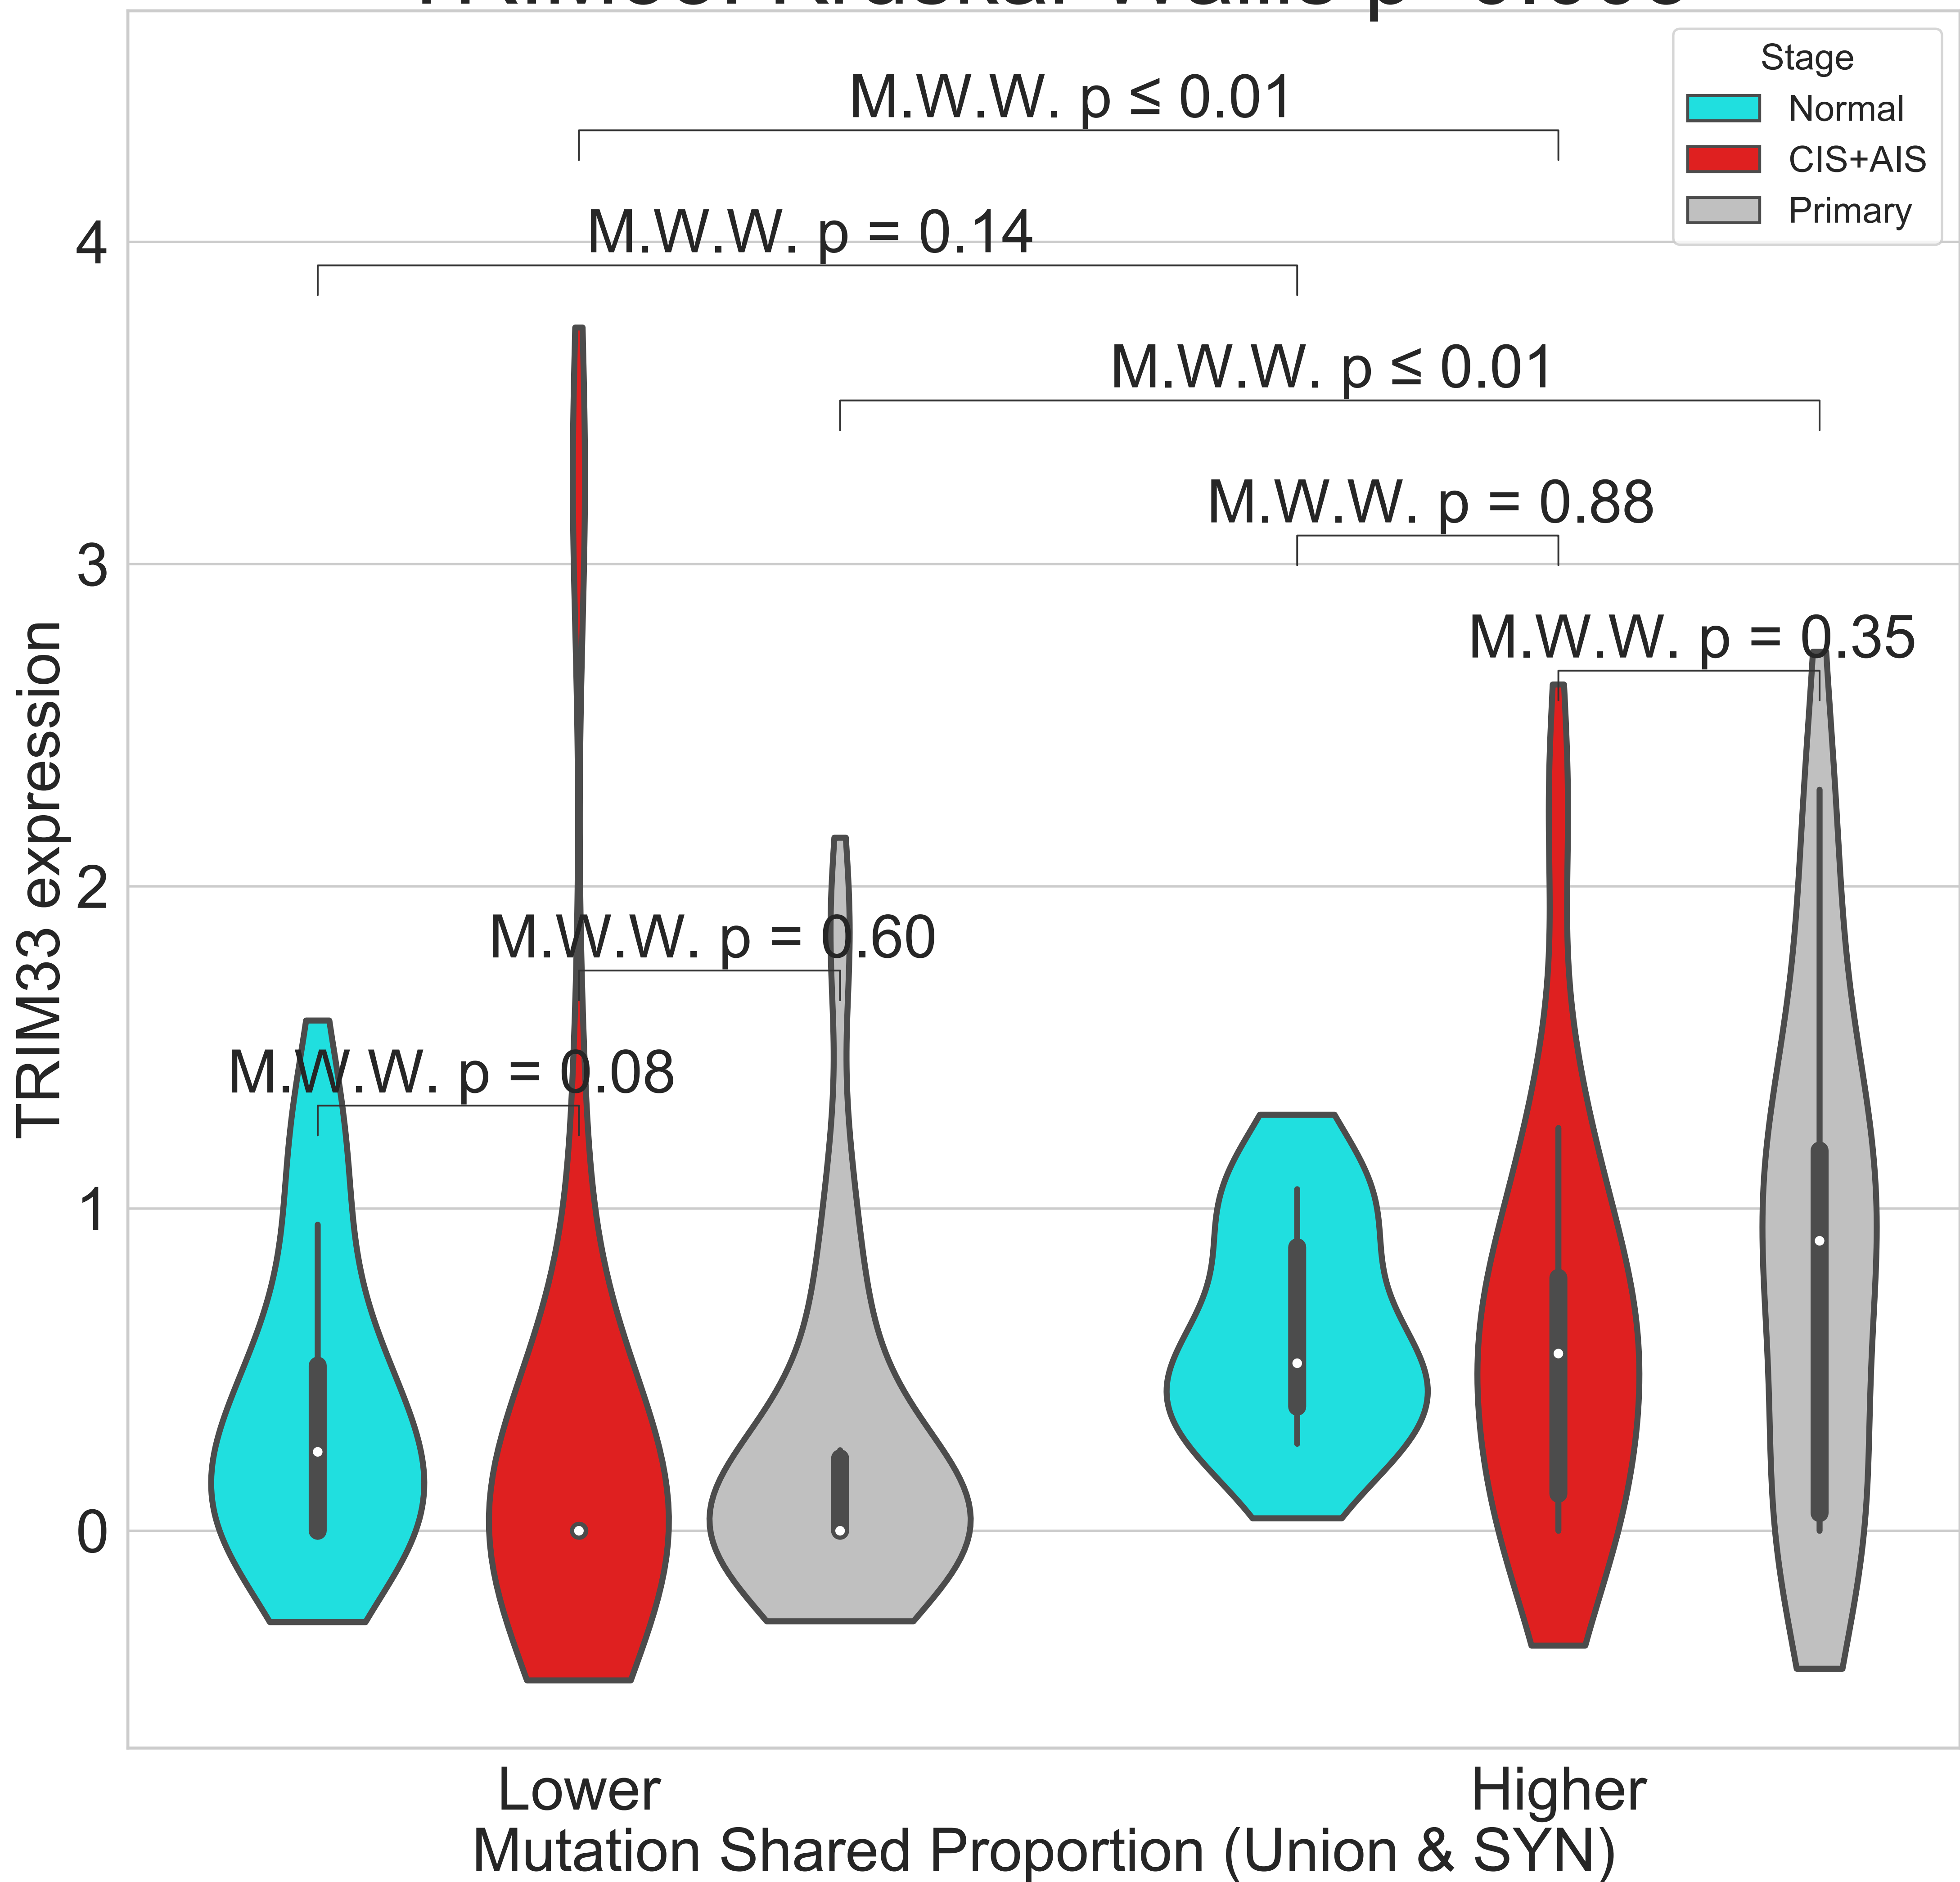 Stage
Normal
CIS+AIS
Primary
M.W.W. p ≤ 0.01
M.W.W. p = 0.14
M.W.W. p ≤ 0.01
M.W.W. p = 0.88
M.W.W. p = 0.35
M.W.W. p = 0.60
M.W.W. p = 0.08
4
3
2
1
0
TRIM33 expression
Lower
Higher
Mutation Shared Proportion (Union & SYN)